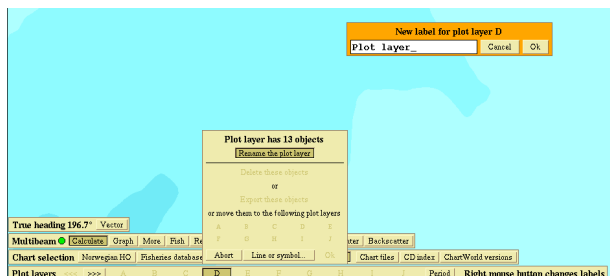 New label for plot layer D
Plot layer_ Cancel Ok
Plot layer has 13 objects
Rename the plot layer
Delete these objects
or
Export these objects
or move them to the following plot layers
A B C D E
F G H I J
Abort Line or symbol... Ok
True heading 196.7° Vector
Multibeam Calculate Graph More Fish Re ter Backscatter
Chart selection Norwegian HO Fisheries database Chart files CD index ChartWorld versions
Plot layers <<< >>> A B C D E F G H I J Period Right mouse button changes labels